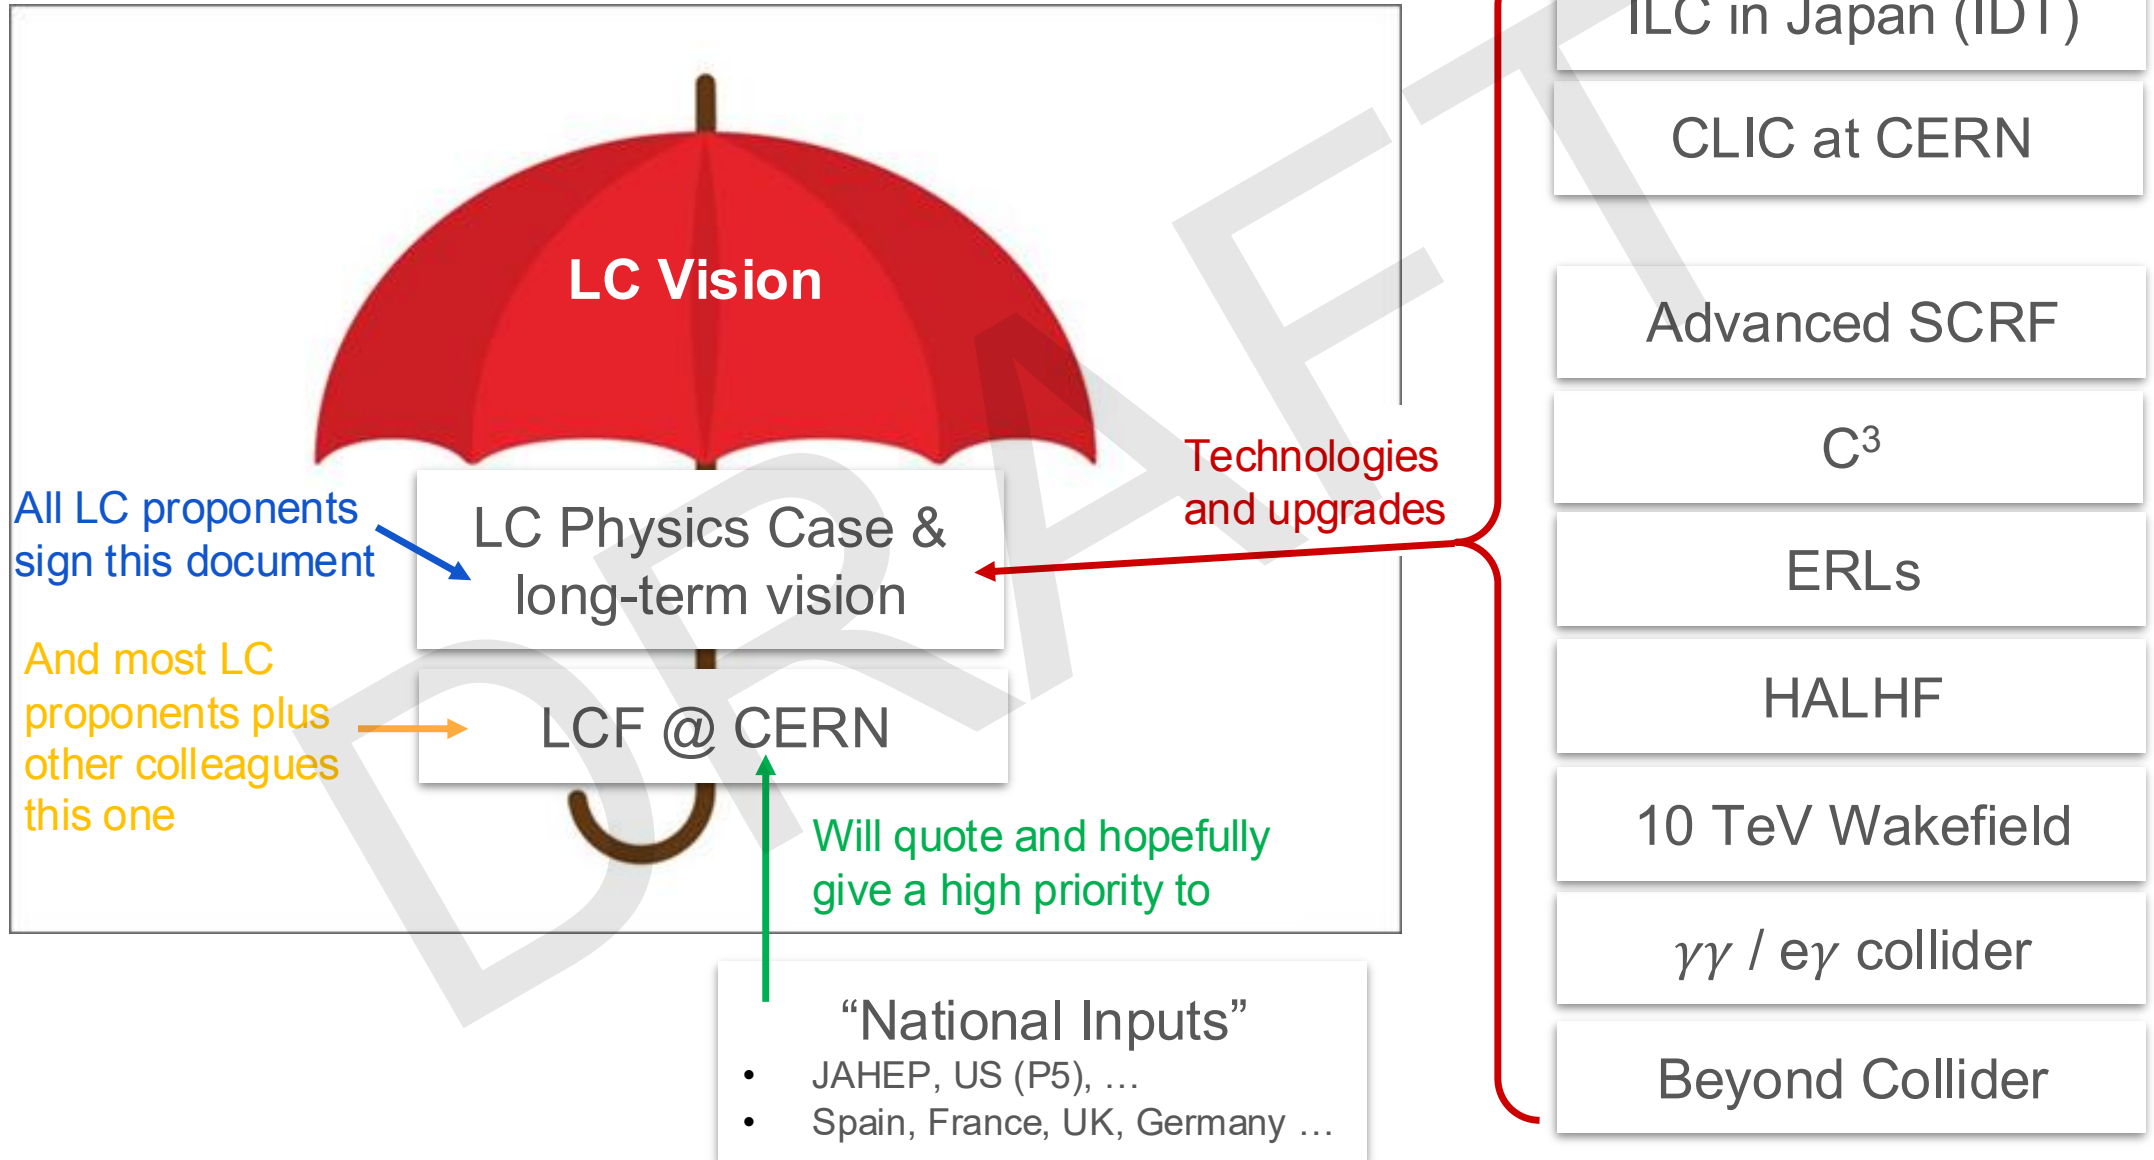 ILC in Japan (IDT)
CLIC at CERN
Advanced SCRF
C³
ERLs
HALHF
10 TeV Wakefield
γγ / eγ collider
Beyond Collider
LC Vision
Technologies
and upgrades
All LC proponents
sign this document
LC Physics Case &
long-term vision
And most LC
proponents plus
other colleagues
this one
LCF @ CERN
Will quote and hopefully
give a high priority to
“National Inputs”
• JAHEP, US (P5), …
• Spain, France, UK, Germany …
DRAFT